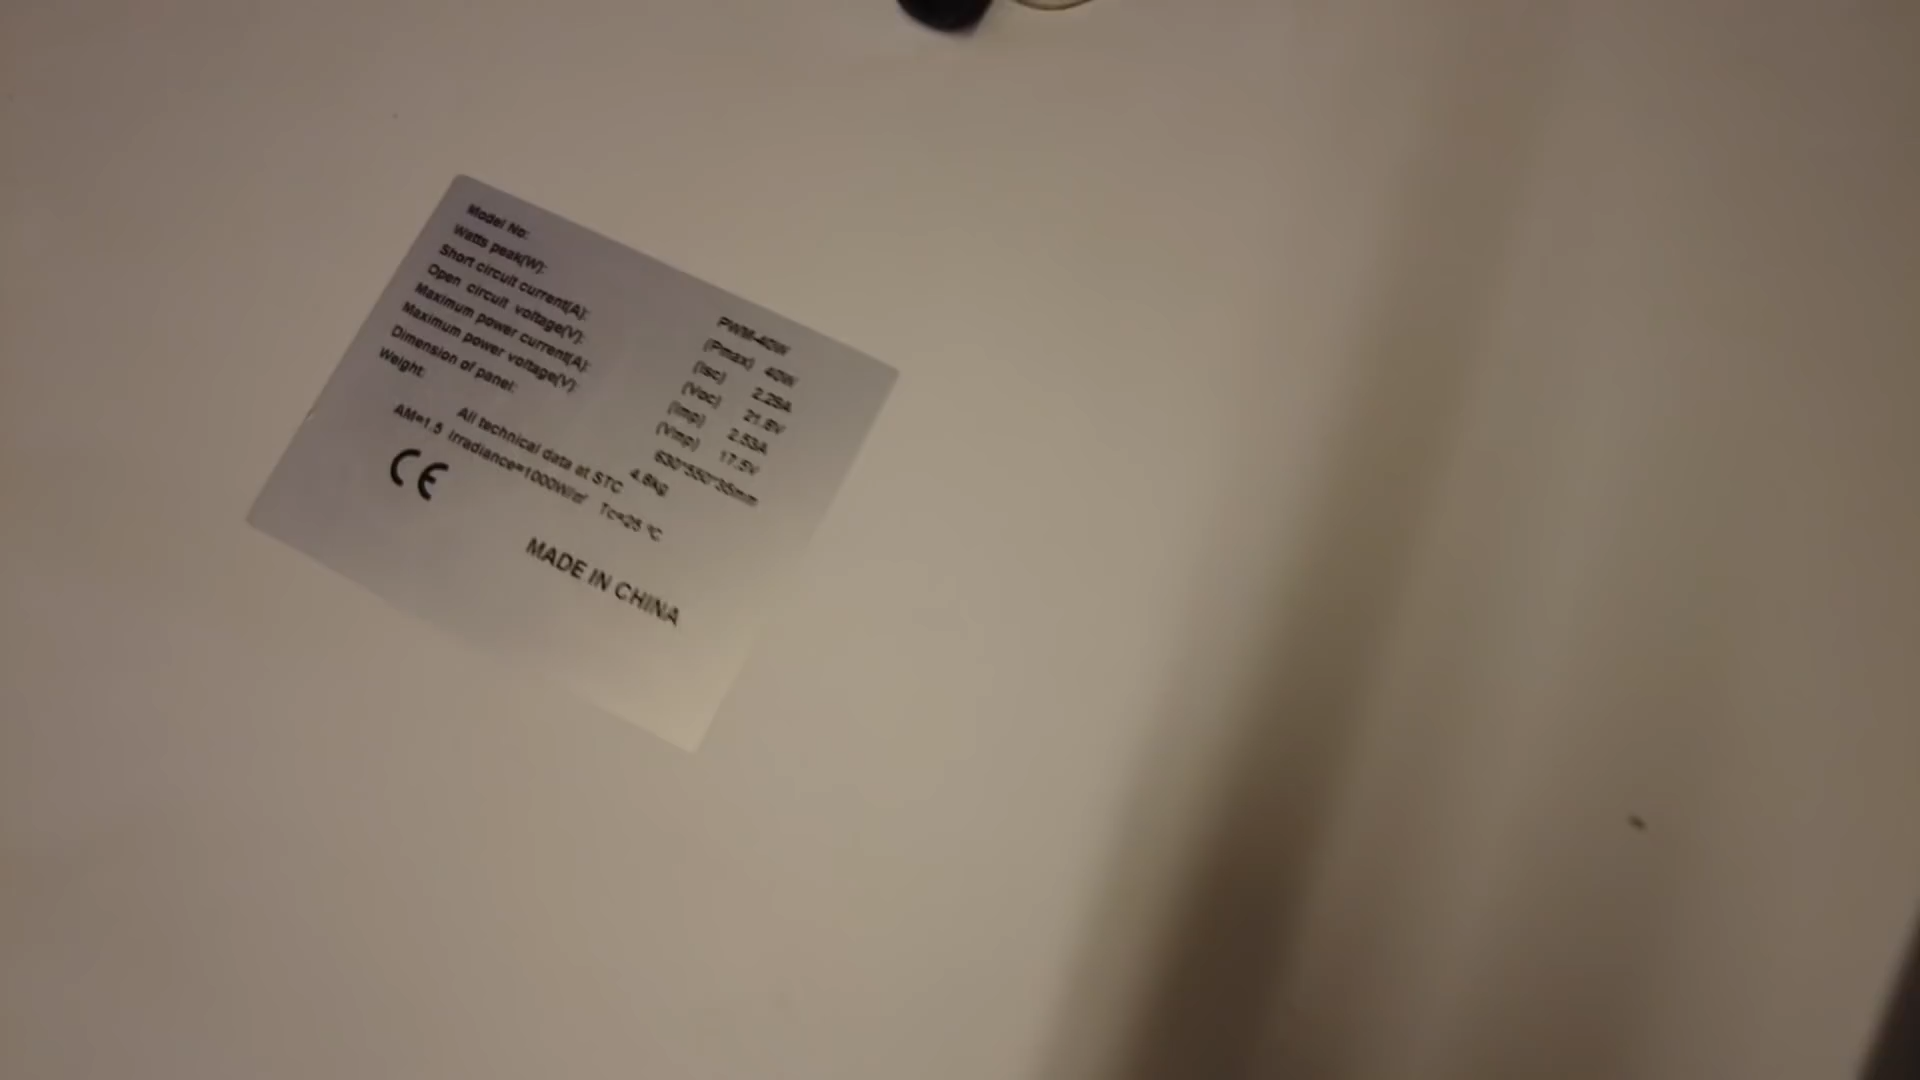 Model No: PWM-40W
Watts peak(W): (Pmax) 40W
Short circuit current(A): (Isc) 2.29A
Open circuit voltage(V): (Voc) 21.8V
Maximum power current(A): (Imp) 2.53A
Maximum power voltage(V): (Vmp) 17.5V
Dimension of panel: 630*550*35mm
Weight: 4.8kg
All technical data at STC
AM=1.5 Irradiance=1000W/㎡ Tc=25 ℃
CE
MADE IN CHINA